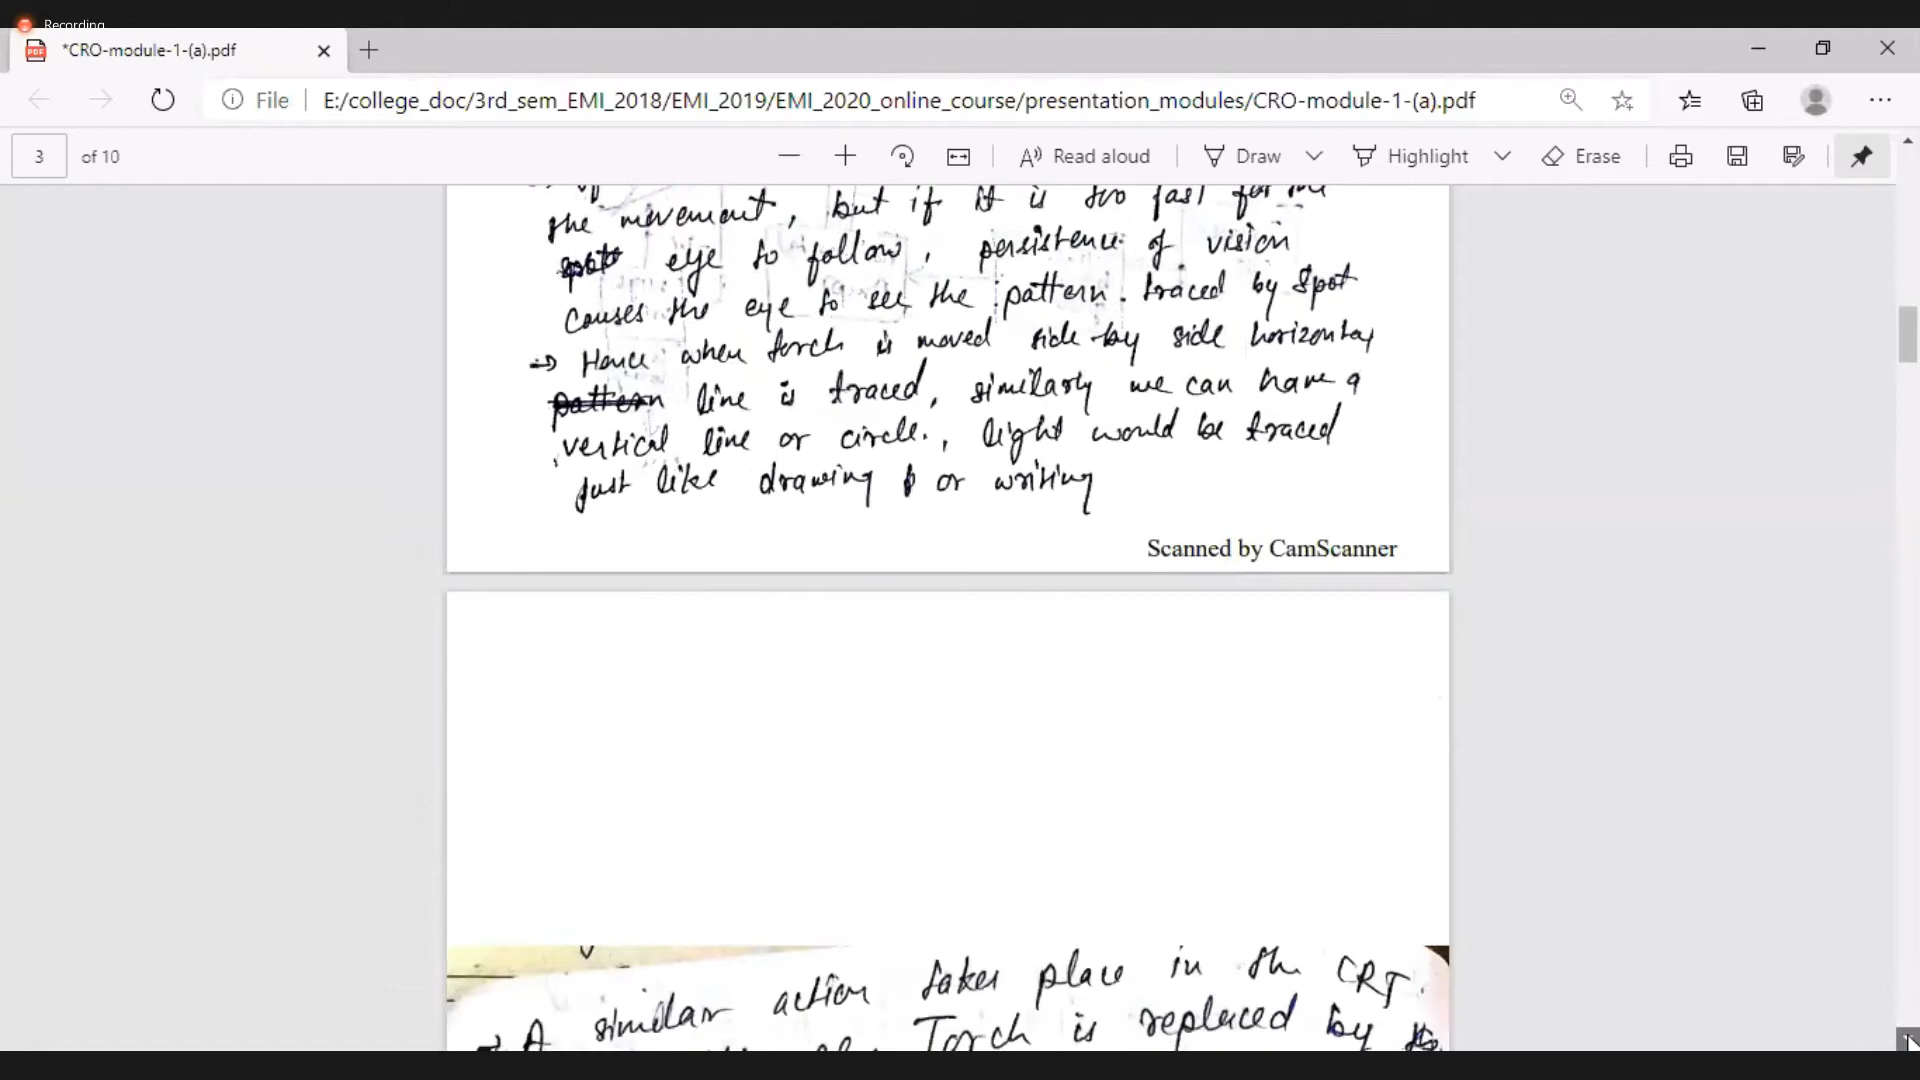 Recording
*CRO-module-1-(a).pdf
File
E:/college_doc/3rd_sem_EMI_2018/EMI_2019/EMI_2020_online_course/presentation_modules/CRO-module-1-(a).pdf
3 of 10
Read aloud
Draw
Highlight
Erase
the movement, but if it is too fast for the
eye to follow, persistence of vision
causes the eye to see the pattern traced by spot
⇒ Hence when torch is moved side by side horizontay
pattern line is traced, similarly we can have a
vertical line or circle., light would be traced
just like drawing or writing
Scanned by CamScanner
→ A similar action takes place in the CRT.
Torch is replaced by